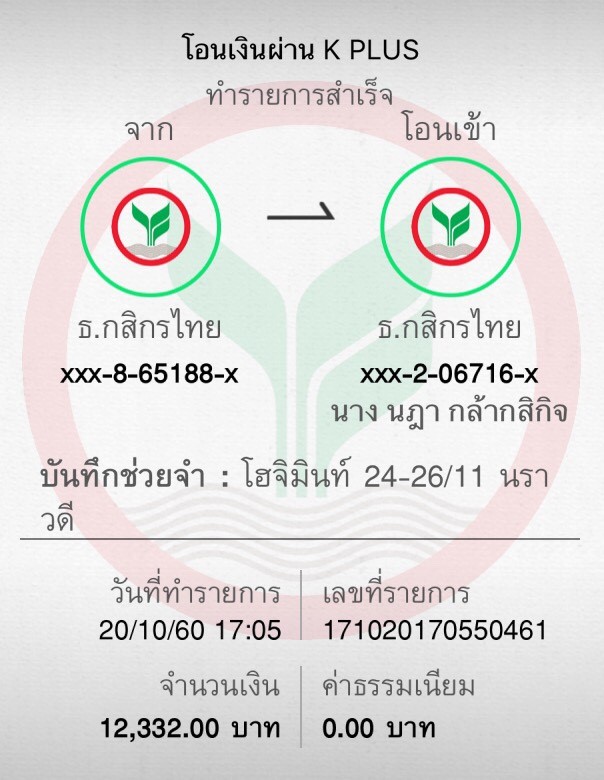 โอนเงินผ่าน K PLUS
ทำรายการสำเร็จ
จาก
โอนเข้า
ธ.กสิกรไทย
xxx-8-65188-x
ธ.กสิกรไทย
xxx-2-06716-x
นาง นฎา กล้ากสิกิจ
บันทึกช่วยจำ : โฮจิมินท์ 24-26/11 นรา
วดี
วันที่ทำรายการ
20/10/60 17:05
เลขที่รายการ
171020170550461
จำนวนเงิน
12,332.00 บาท
ค่าธรรมเนียม
0.00 บาท